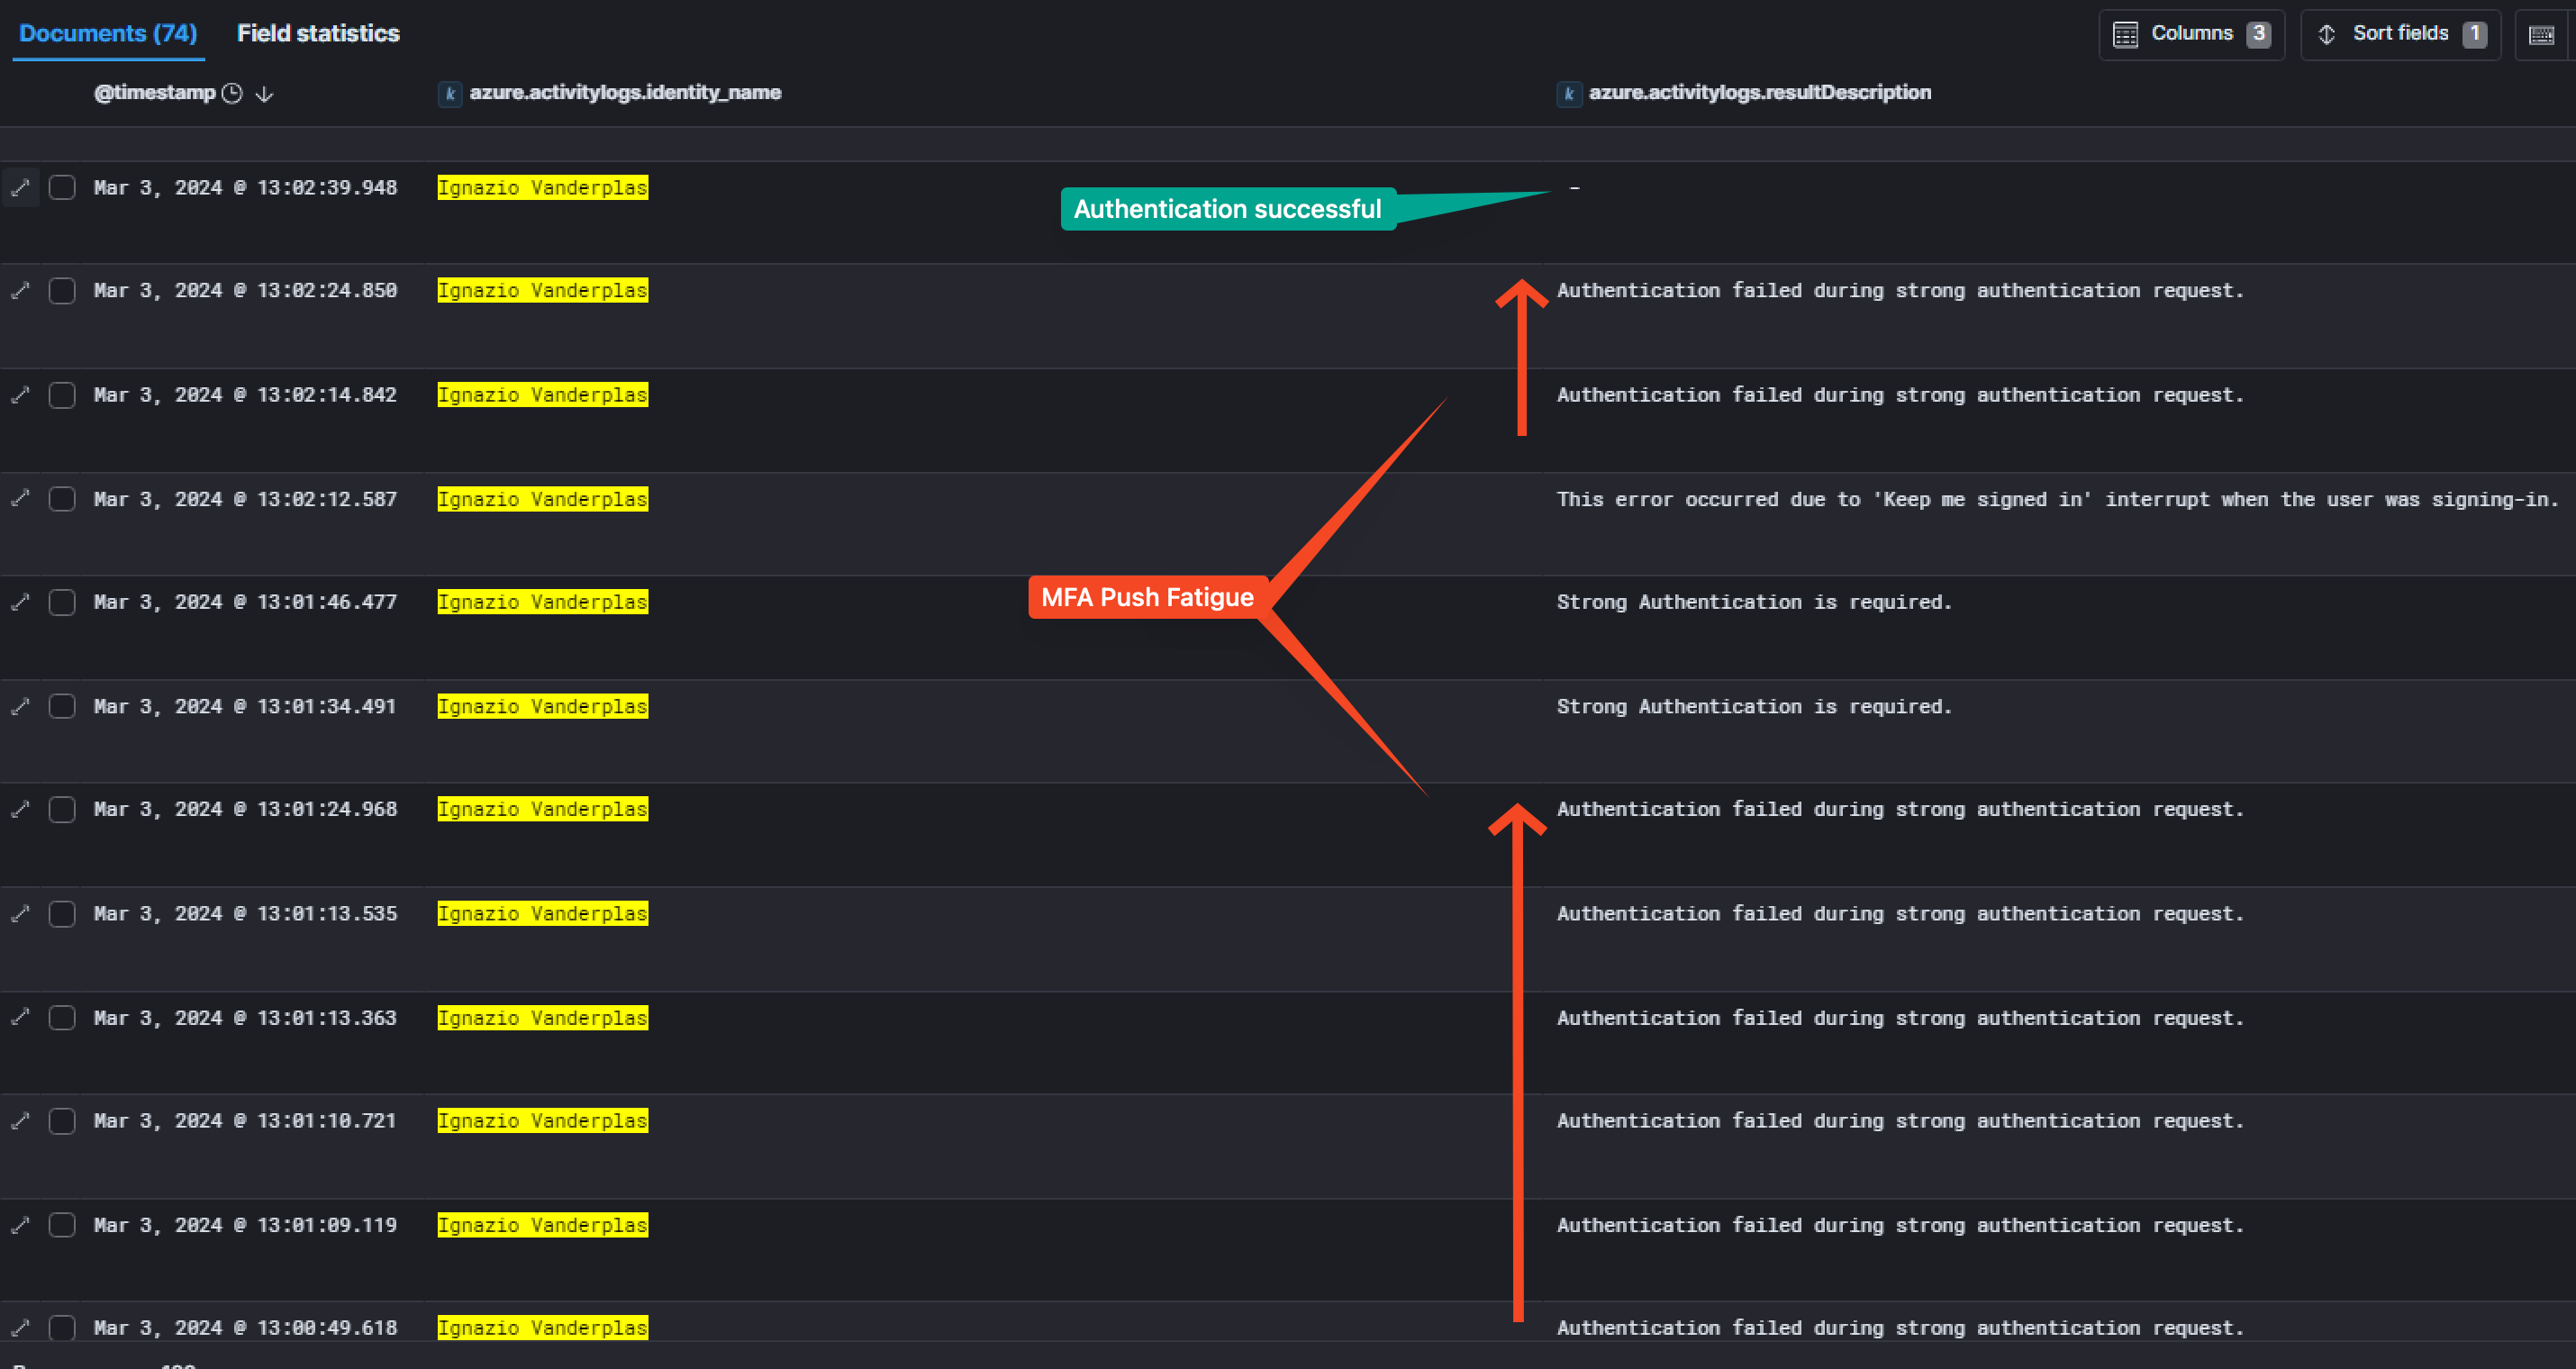 Documents (74) Field statistics Columns 3 Sort fields 1
@timestamp k azure.activitylogs.identity_name k azure.activitylogs.resultDescription
Mar 3, 2024 @ 13:02:39.948 Ignazio Vanderplas -
Authentication successful
Mar 3, 2024 @ 13:02:24.850 Ignazio Vanderplas Authentication failed during strong authentication request.
Mar 3, 2024 @ 13:02:14.842 Ignazio Vanderplas Authentication failed during strong authentication request.
Mar 3, 2024 @ 13:02:12.587 Ignazio Vanderplas This error occurred due to 'Keep me signed in' interrupt when the user was signing-in.
MFA Push Fatigue
Mar 3, 2024 @ 13:01:46.477 Ignazio Vanderplas Strong Authentication is required.
Mar 3, 2024 @ 13:01:34.491 Ignazio Vanderplas Strong Authentication is required.
Mar 3, 2024 @ 13:01:24.968 Ignazio Vanderplas Authentication failed during strong authentication request.
Mar 3, 2024 @ 13:01:13.535 Ignazio Vanderplas Authentication failed during strong authentication request.
Mar 3, 2024 @ 13:01:13.363 Ignazio Vanderplas Authentication failed during strong authentication request.
Mar 3, 2024 @ 13:01:10.721 Ignazio Vanderplas Authentication failed during strong authentication request.
Mar 3, 2024 @ 13:01:09.119 Ignazio Vanderplas Authentication failed during strong authentication request.
Mar 3, 2024 @ 13:00:49.618 Ignazio Vanderplas Authentication failed during strong authentication request.